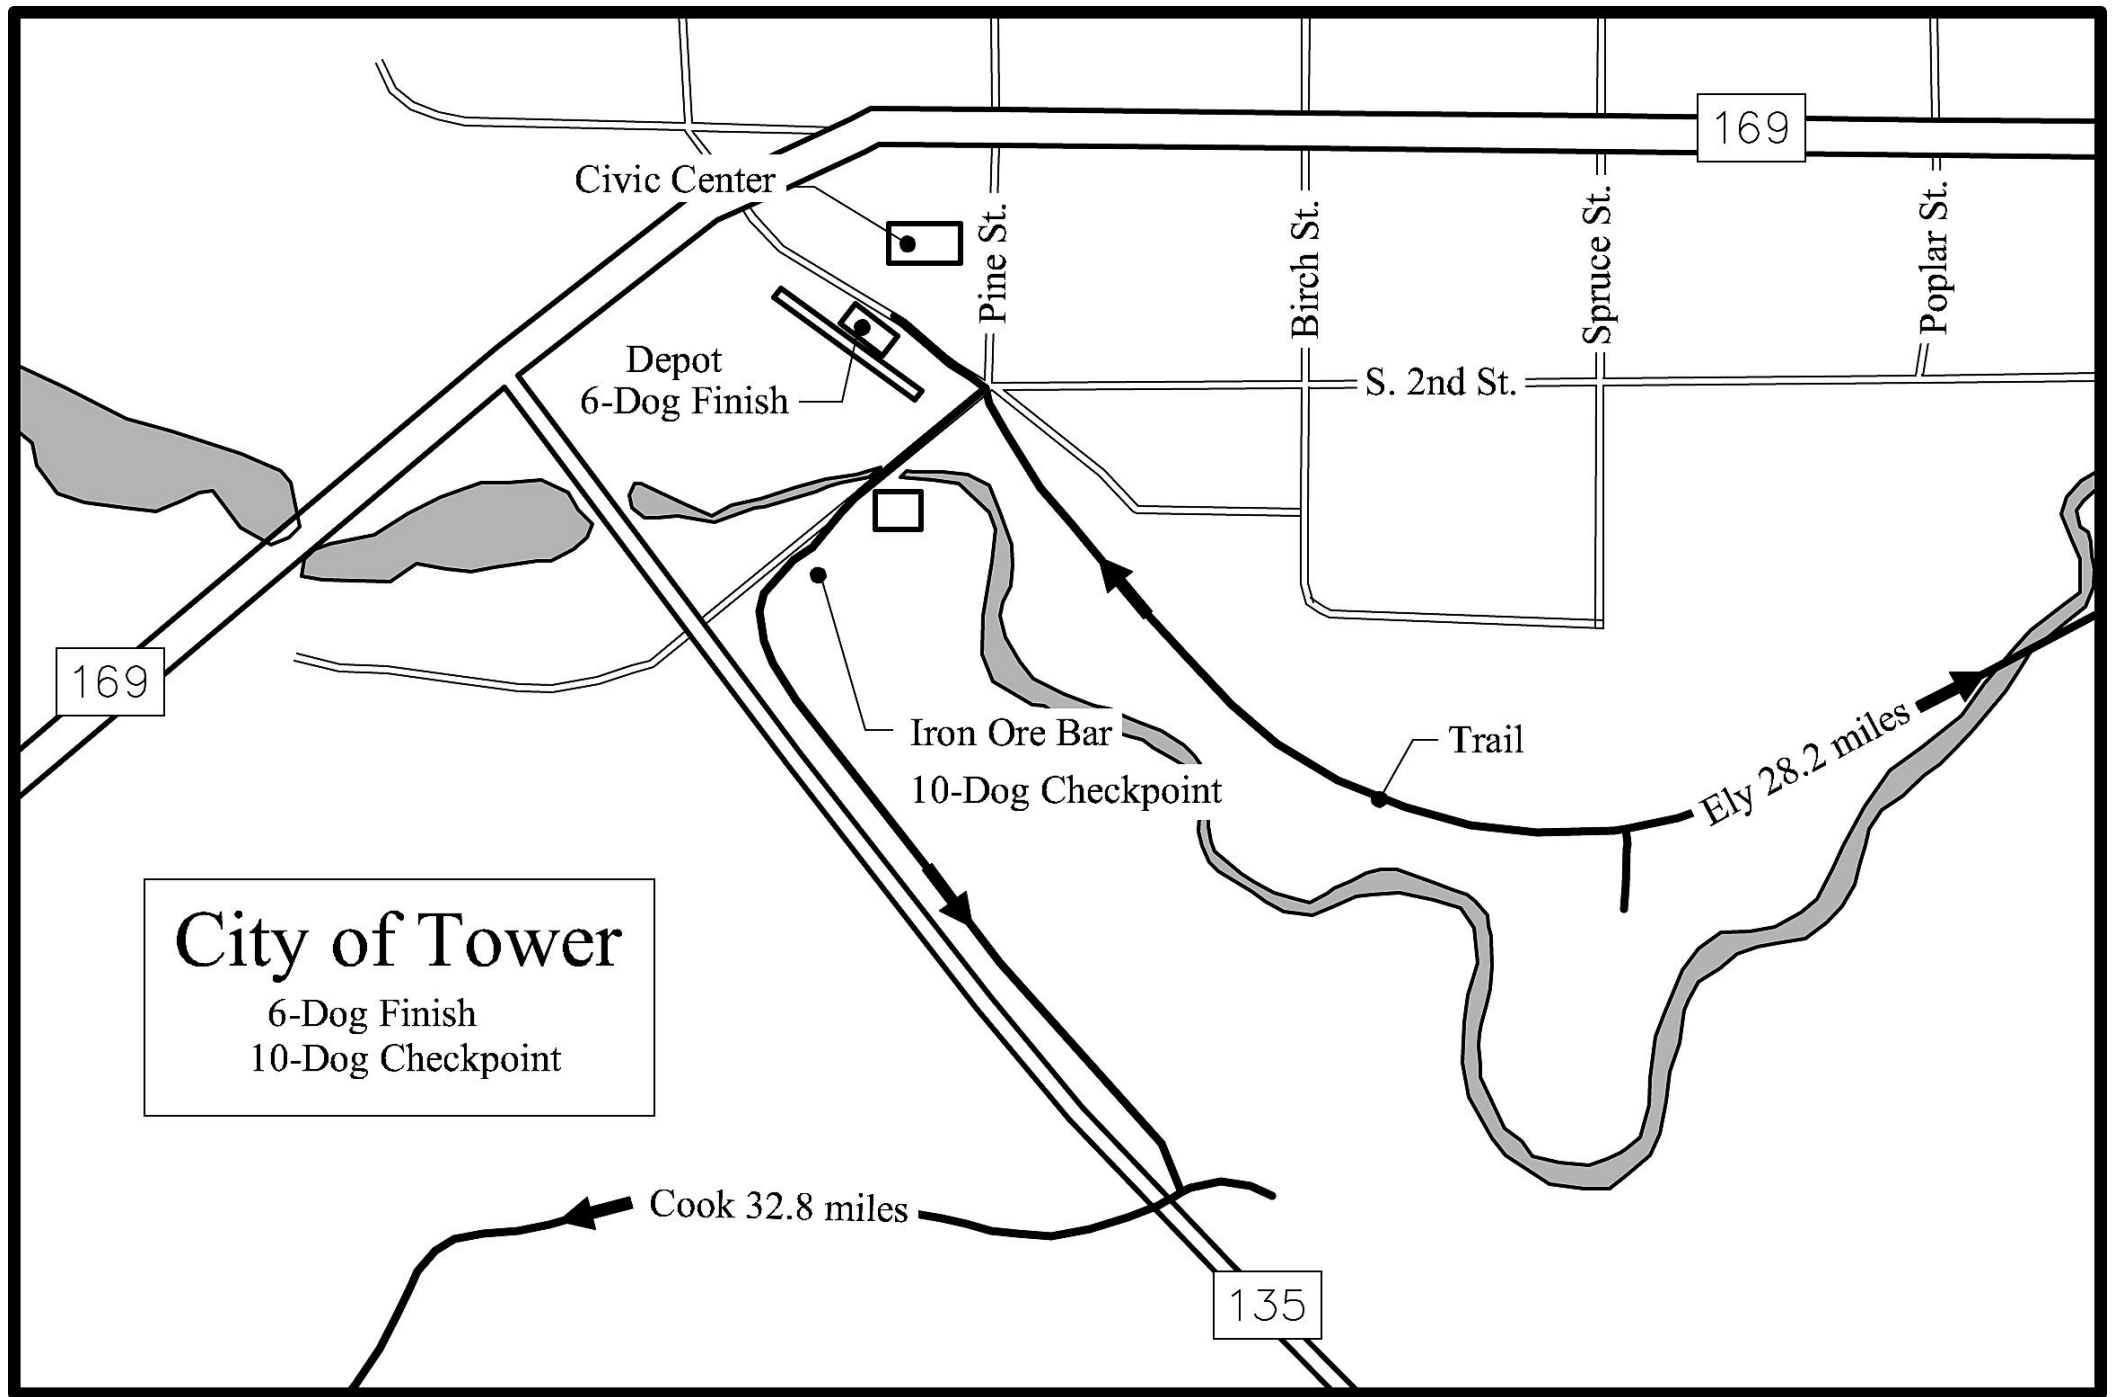 169
Civic Center
Pine St.
Birch St.
Spruce St.
Poplar St.
Depot
6-Dog Finish
S. 2nd St.
169
Iron Ore Bar
10-Dog Checkpoint
Trail
Ely 28.2 miles
City of Tower
6-Dog Finish
10-Dog Checkpoint
Cook 32.8 miles
135